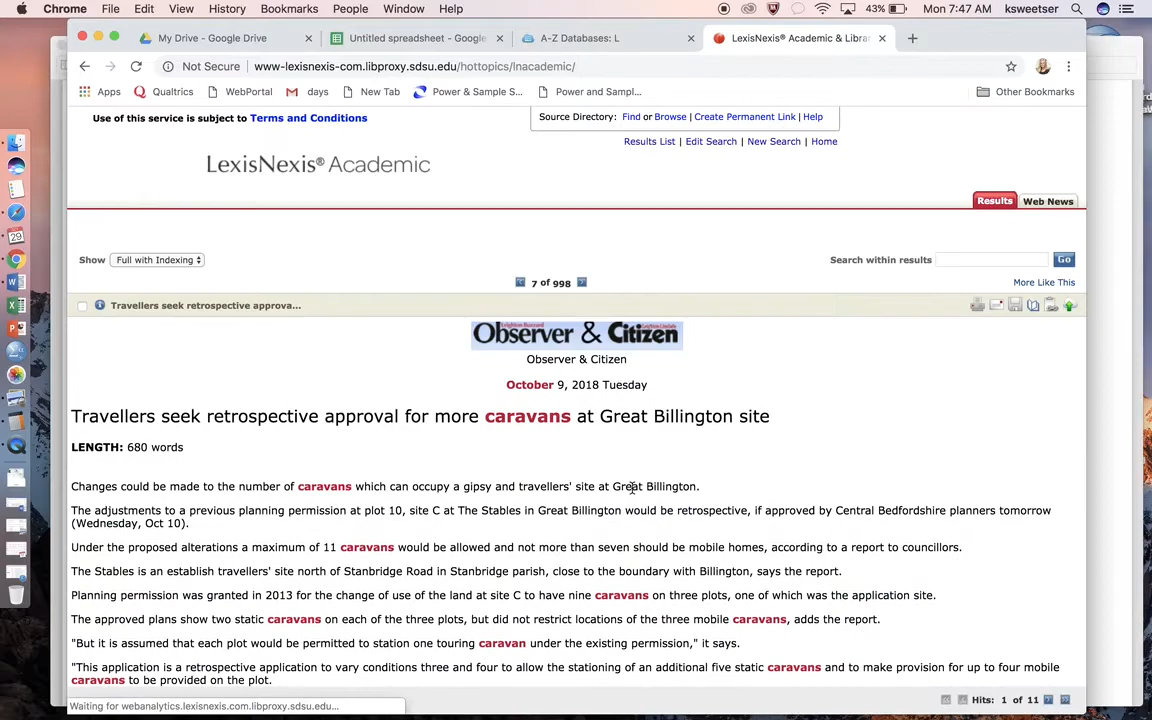 Chrome File Edit View History Bookmarks People Window Help 43% Mon 7:47 AM ksweetser
My Drive - Google Drive Untitled spreadsheet - Google A-Z Databases: L LexisNexis® Academic & Libra
Not Secure www-lexisnexis-com.libproxy.sdsu.edu/hottopics/lnacademic/
Apps Qualtrics WebPortal days New Tab Power & Sample S... Power and Sampl... Other Bookmarks
Use of this service is subject to Terms and Conditions
Source Directory: Find or Browse | Create Permanent Link | Help
Results List | Edit Search | New Search | Home
LexisNexis® Academic
Results Web News
Show Full with Indexing Search within results Go
7 of 998 More Like This
Travellers seek retrospective approva...
Observer & Citizen
Observer & Citizen
October 9, 2018 Tuesday
Travellers seek retrospective approval for more caravans at Great Billington site
LENGTH: 680 words
Changes could be made to the number of caravans which can occupy a gipsy and travellers' site at Great Billington.
The adjustments to a previous planning permission at plot 10, site C at The Stables in Great Billington would be retrospective, if approved by Central Bedfordshire planners tomorrow
(Wednesday, Oct 10).
Under the proposed alterations a maximum of 11 caravans would be allowed and not more than seven should be mobile homes, according to a report to councillors.
The Stables is an establish travellers' site north of Stanbridge Road in Stanbridge parish, close to the boundary with Billington, says the report.
Planning permission was granted in 2013 for the change of use of the land at site C to have nine caravans on three plots, one of which was the application site.
The approved plans show two static caravans on each of the three plots, but did not restrict locations of the three mobile caravans, adds the report.
"But it is assumed that each plot would be permitted to station one touring caravan under the existing permission," it says.
"This application is a retrospective application to vary conditions three and four to allow the stationing of an additional five static caravans and to make provision for up to four mobile
caravans to be provided on the plot.
Hits: 1 of 11
Waiting for webanalytics.lexisnexis.com.libproxy.sdsu.edu...